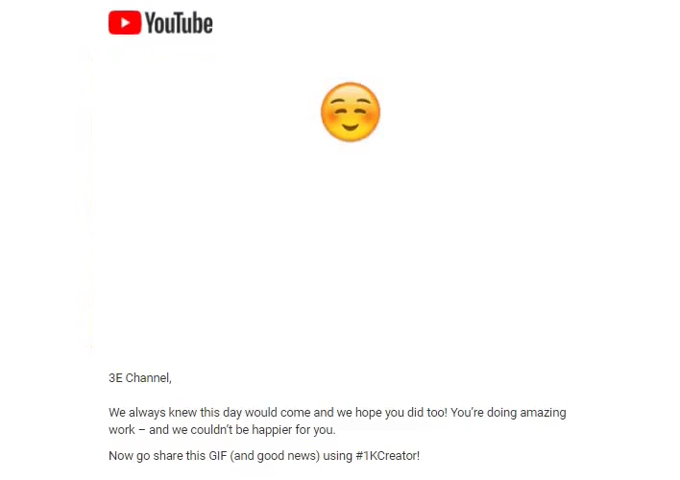 YouTube
3E Channel,
We always knew this day would come and we hope you did too! You’re doing amazing
work – and we couldn’t be happier for you.
Now go share this GIF (and good news) using #1KCreator!